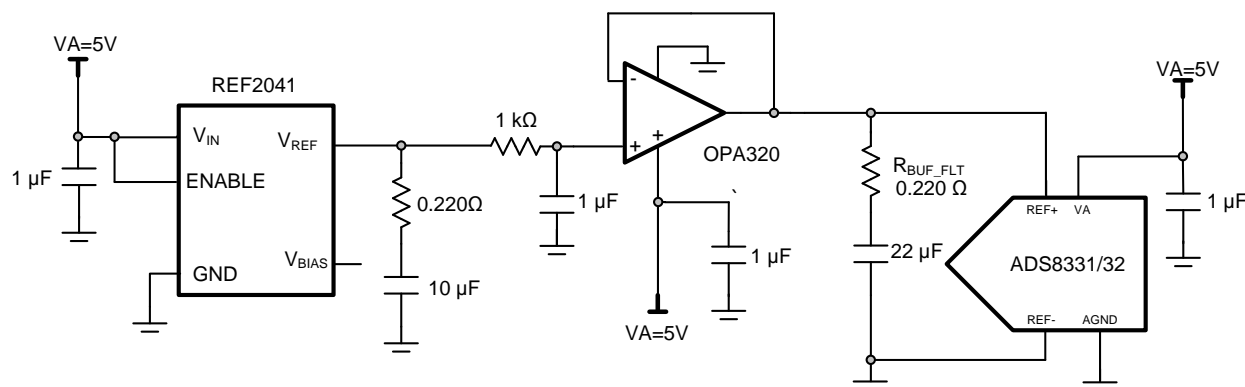 VA=5V
REF2041
VIN
VREF
1 µF
ENABLE
0.220Ω
VBIAS
GND
10 µF
1 kΩ
1 µF
-
+
+
OPA320
`
1 µF
VA=5V
RBUF_FLT
0.220 Ω
22 µF
VA=5V
REF+
VA
1 µF
ADS8331/32
REF-
AGND